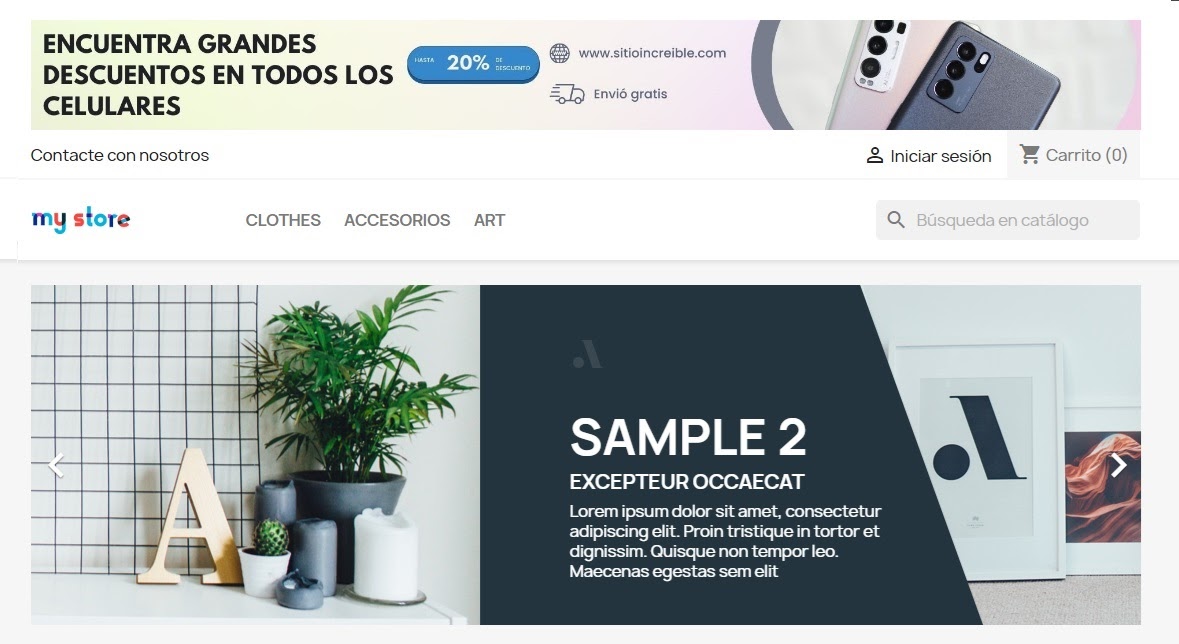 ENCUENTRA GRANDES
DESCUENTOS EN TODOS LOS
CELULARES
HASTA 20% DE DESCUENTO
www.sitioincreible.com
Envió gratis
Contacte con nosotros
Iniciar sesión
Carrito (0)
my store
CLOTHES ACCESORIOS ART
Búsqueda en catálogo
A
SAMPLE 2
EXCEPTEUR OCCAECAT
Lorem ipsum dolor sit amet, consectetur
adipiscing elit. Proin tristique in tortor et
dignissim. Quisque non tempor leo.
Maecenas egestas sem elit